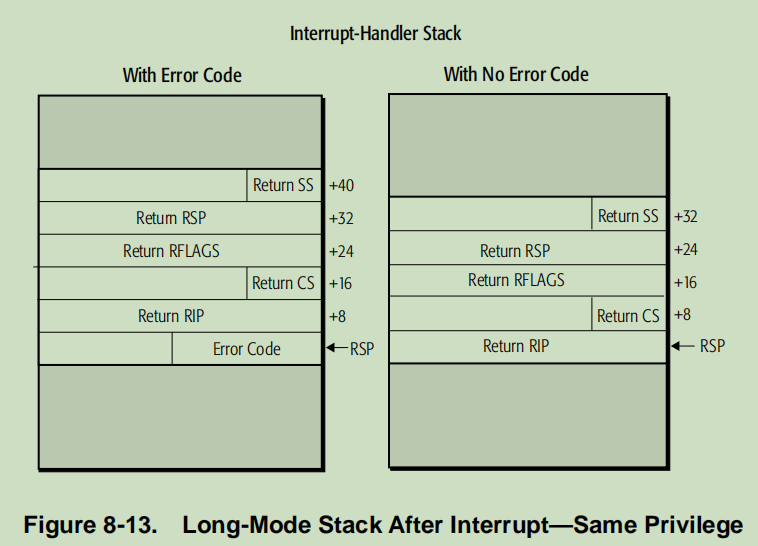 Interrupt-Handler Stack
With Error Code
With No Error Code
Return SS +40
Return RSP +32
Return RFLAGS +24
Return CS +16
Return RIP +8
Error Code RSP
Return SS +32
Return RSP +24
Return RFLAGS +16
Return CS +8
Return RIP RSP
Figure 8-13. Long-Mode Stack After Interrupt—Same Privilege